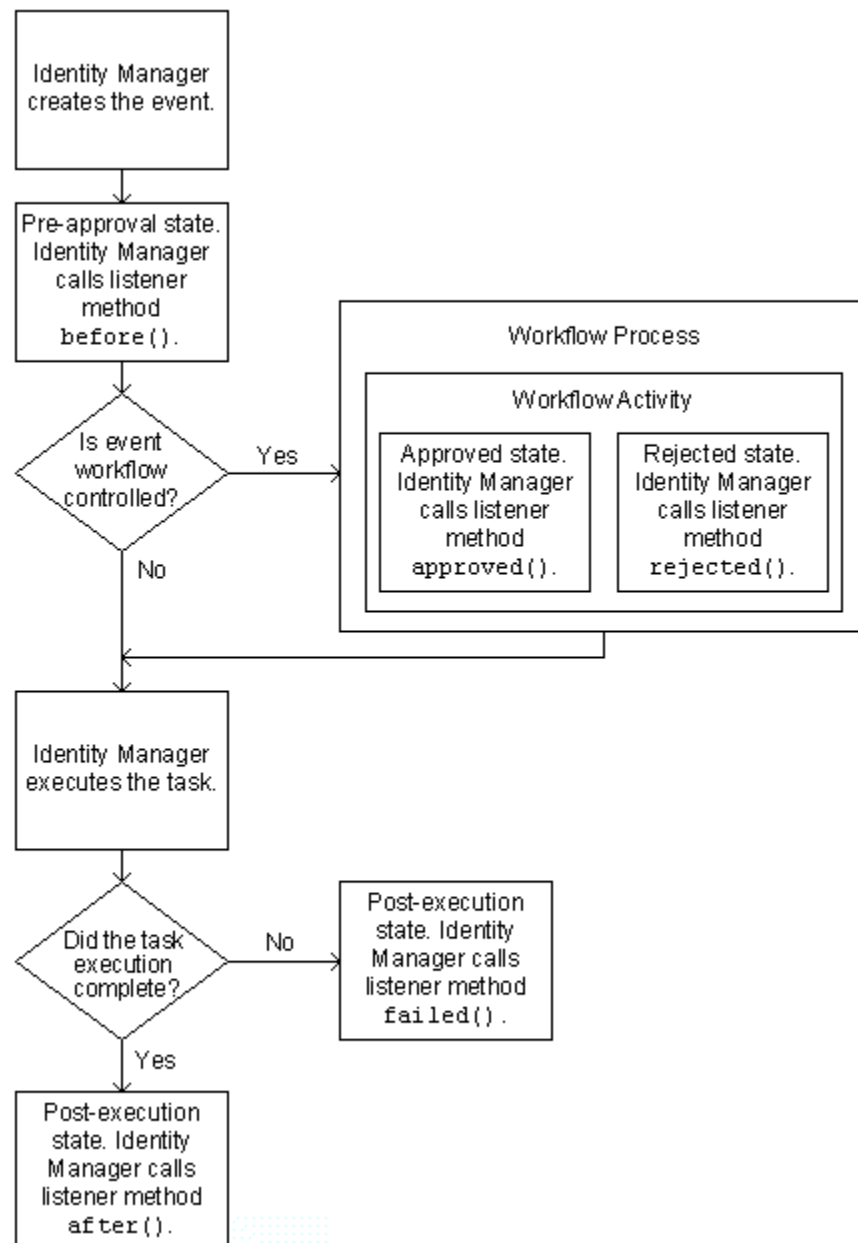 Identity Manager
creates the event.
Pre-approval state.
Identity Manager
calls listener
method
before().
Is event
workflow
controlled?
Yes
No
Workflow Process
Workflow Activity
Approved state.
Identity Manager
calls listener
method
approved().
Rejected state.
Identity Manager
calls listener
method
rejected().
Identity Manager
executes the task.
Did the task
execution
complete?
No
Yes
Post-execution
state. Identity
Manager calls
listener method
failed().
Post-execution
state. Identity
Manager calls
listener method
after().